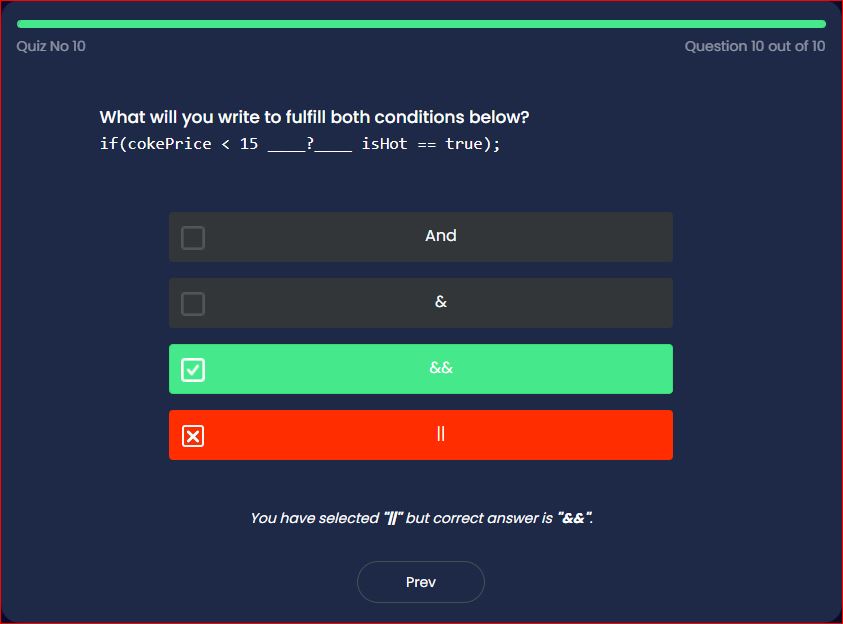 Quiz No 10
Question 10 out of 10
What will you write to fulfill both conditions below?
if(cokePrice < 15 ____?____ isHot == true);
And
&
&&
||
You have selected "||" but correct answer is "&&".
Prev